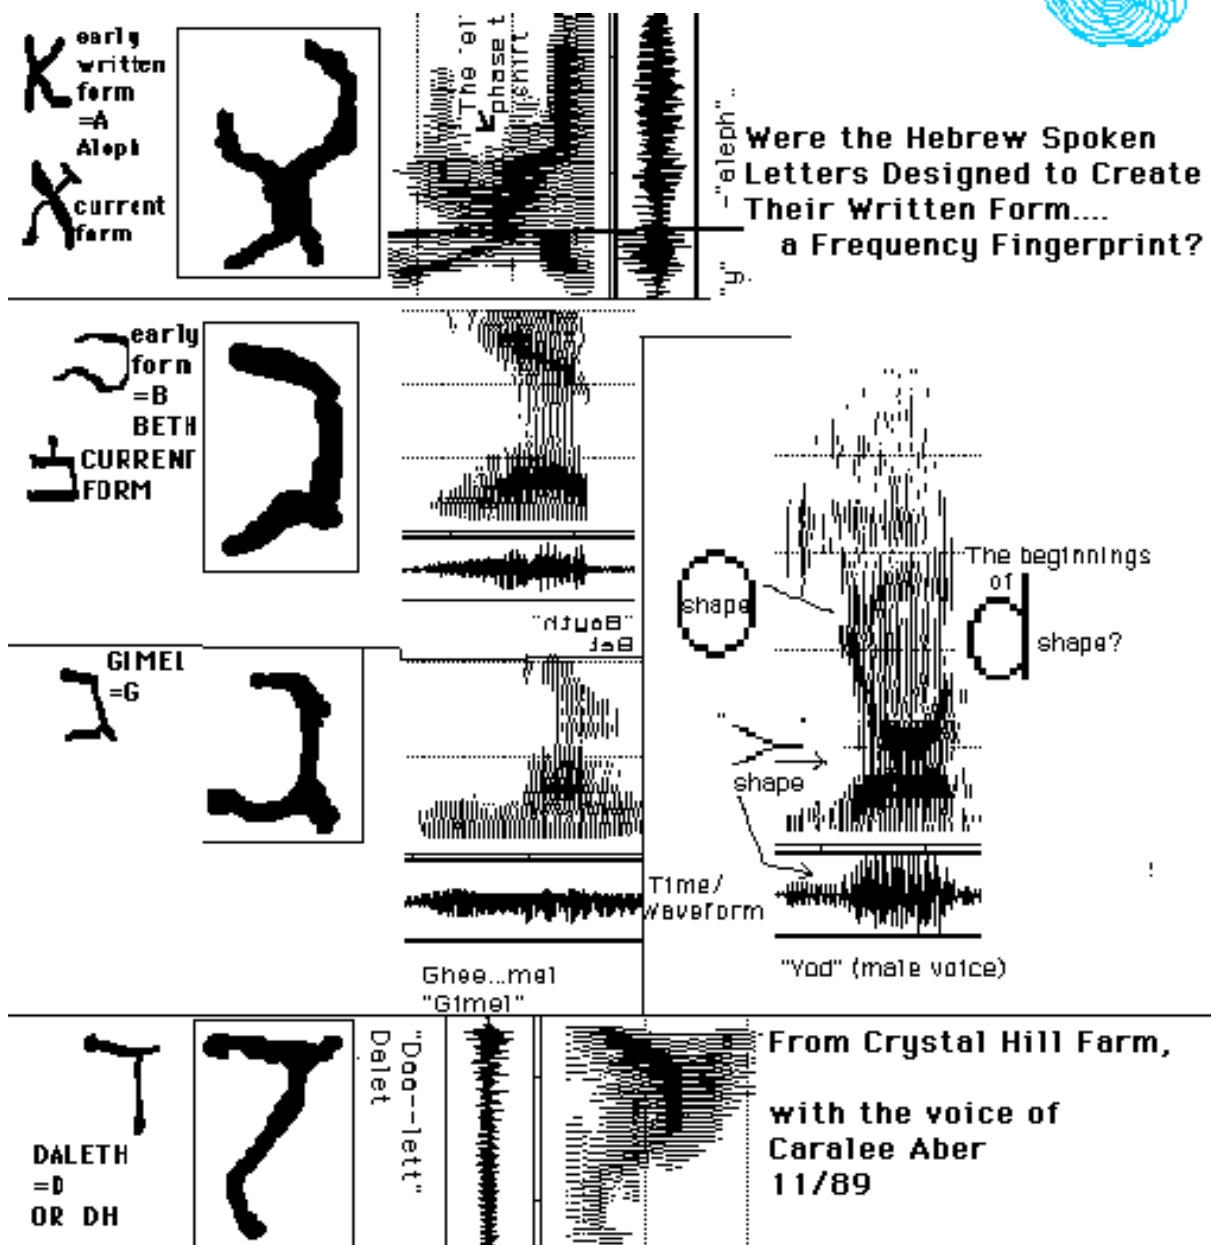 early
written
form
=A
Aleph
current
form
The "el"
phase t
shift
-"aleph".
"y.
Were the Hebrew Spoken
Letters Designed to Create
Their Written Form....
a Frequency Fingerprint?
early
form
=B
BETH
CURRENT
FORM
"Bayth"
Bet
shape
The beginnings
of
shape?
shape
GIMEL
=G
Time/
Waveform
Ghee...mel
"Gimel"
"Yod" (male voice)
DALETH
=D
OR DH
"Daa--lett"
Dalet
From Crystal Hill Farm,
with the voice of
Caralee Aber
11/89